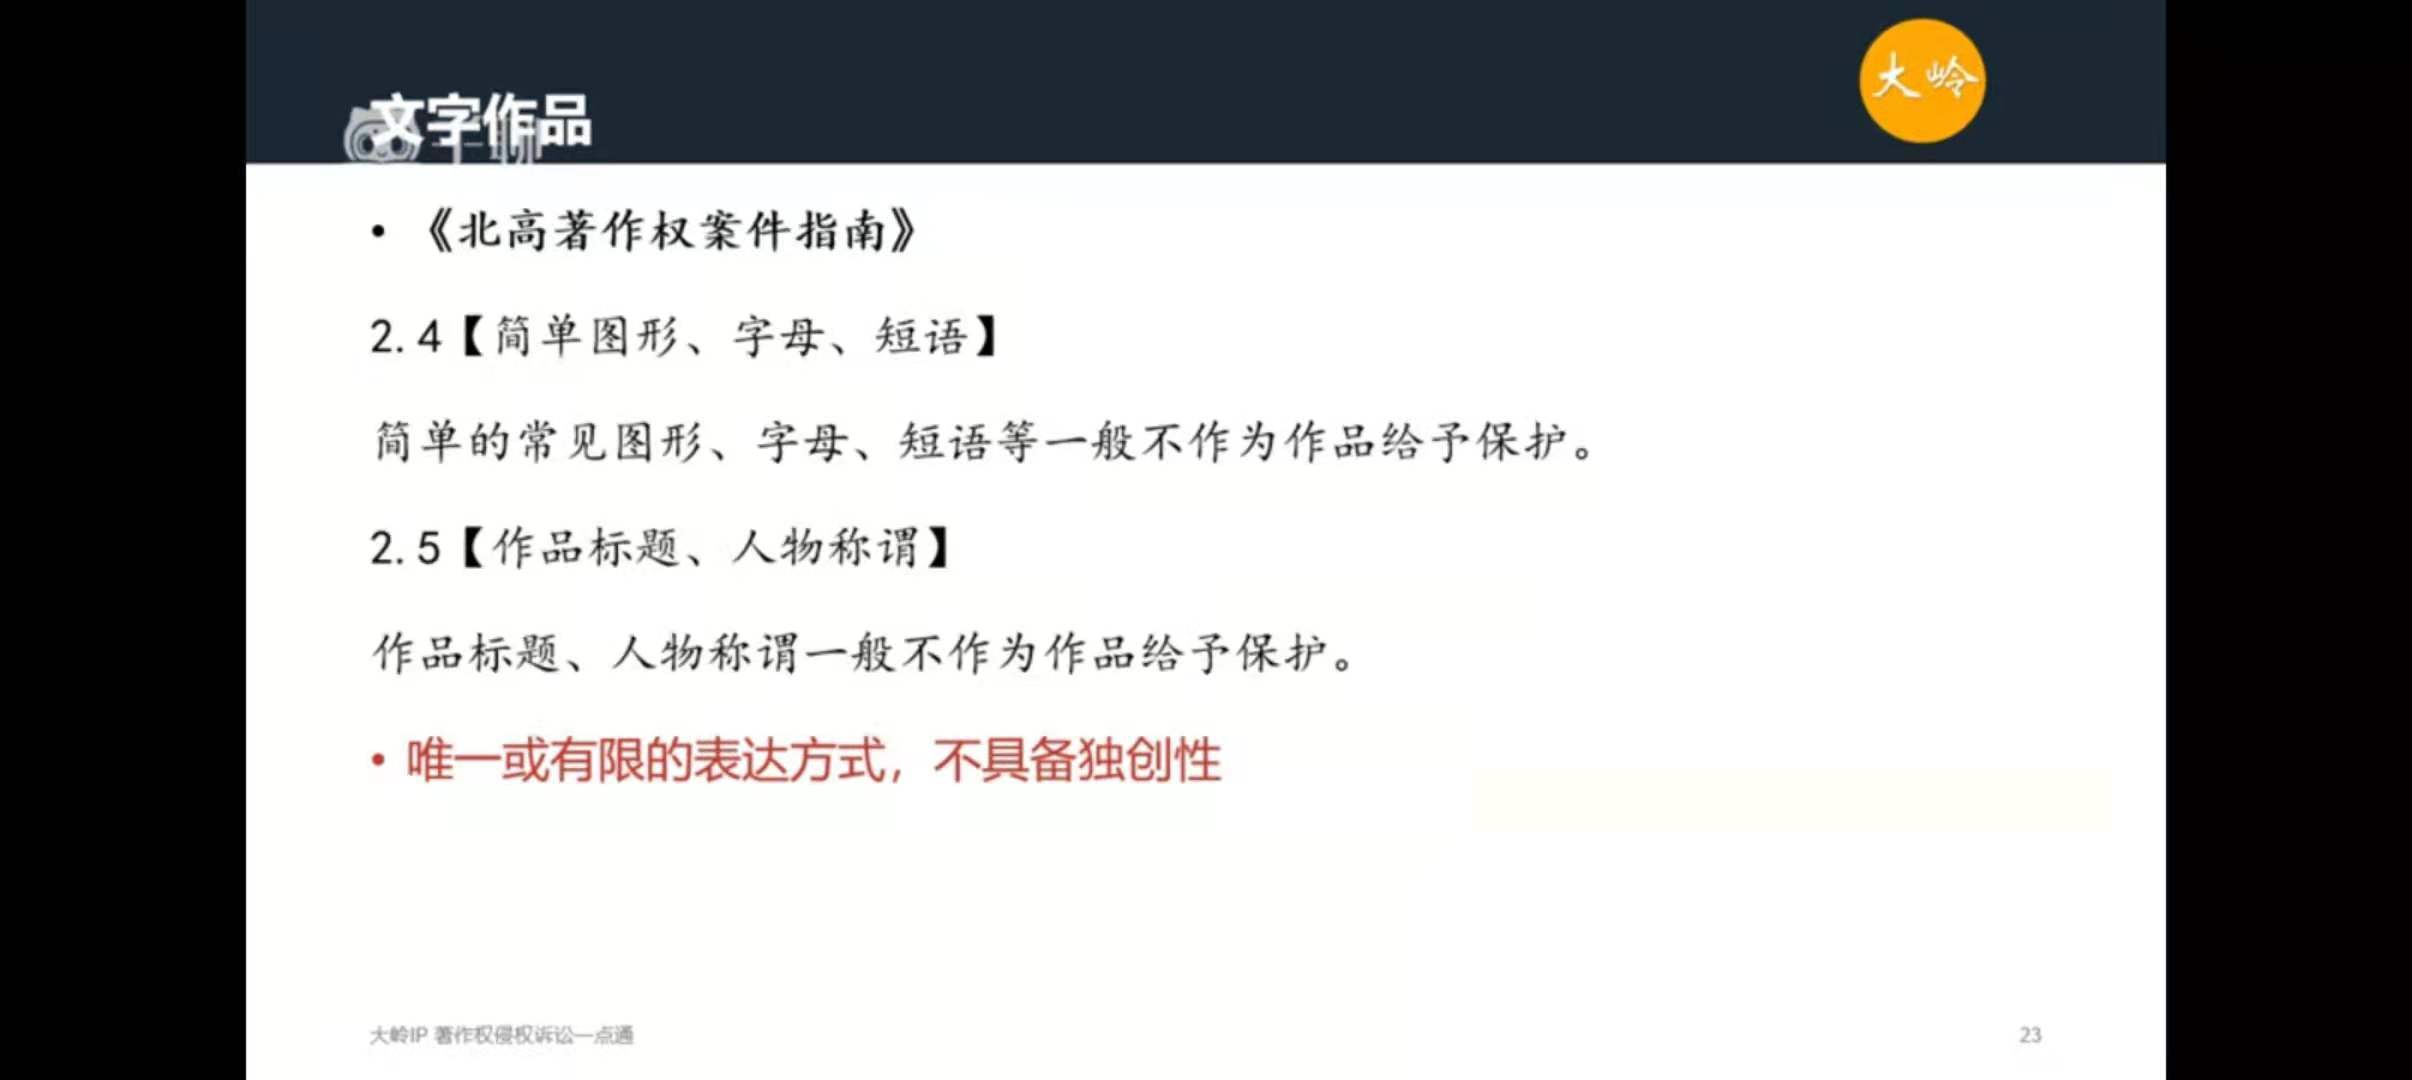 大岭
文字作品
• 《北高著作权案件指南》
2.4【简单图形、字母、短语】
简单的常见图形、字母、短语等一般不作为作品给予保护。
2.5【作品标题、人物称谓】
作品标题、人物称谓一般不作为作品给予保护。
• 唯一或有限的表达方式，不具备独创性
大岭IP 著作权侵权诉讼一点通
23